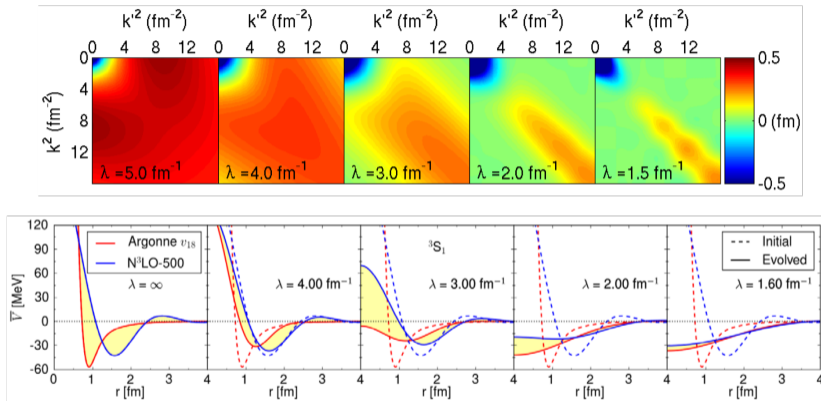 k'² (fm⁻²) k'² (fm⁻²) k'² (fm⁻²) k'² (fm⁻²) k'² (fm⁻²)
0 4 8 12 0 4 8 12 0 4 8 12 0 4 8 12 0 4 8 12
k² (fm⁻²)
0
4
8
12
λ =5.0 fm⁻¹ λ =4.0 fm⁻¹ λ =3.0 fm⁻¹ λ =2.0 fm⁻¹ λ =1.5 fm⁻¹
0.5
0 (fm)
-0.5
V̅ [MeV]
120
90
60
30
0
-30
-60
Argonne v₁₈
N³LO-500
λ = ∞
λ = 4.00 fm⁻¹
³S₁
λ = 3.00 fm⁻¹
λ = 2.00 fm⁻¹
Initial
Evolved
λ = 1.60 fm⁻¹
0 1 2 3 4 1 2 3 4 1 2 3 4 1 2 3 4 1 2 3 4
r [fm] r [fm] r [fm] r [fm] r [fm]